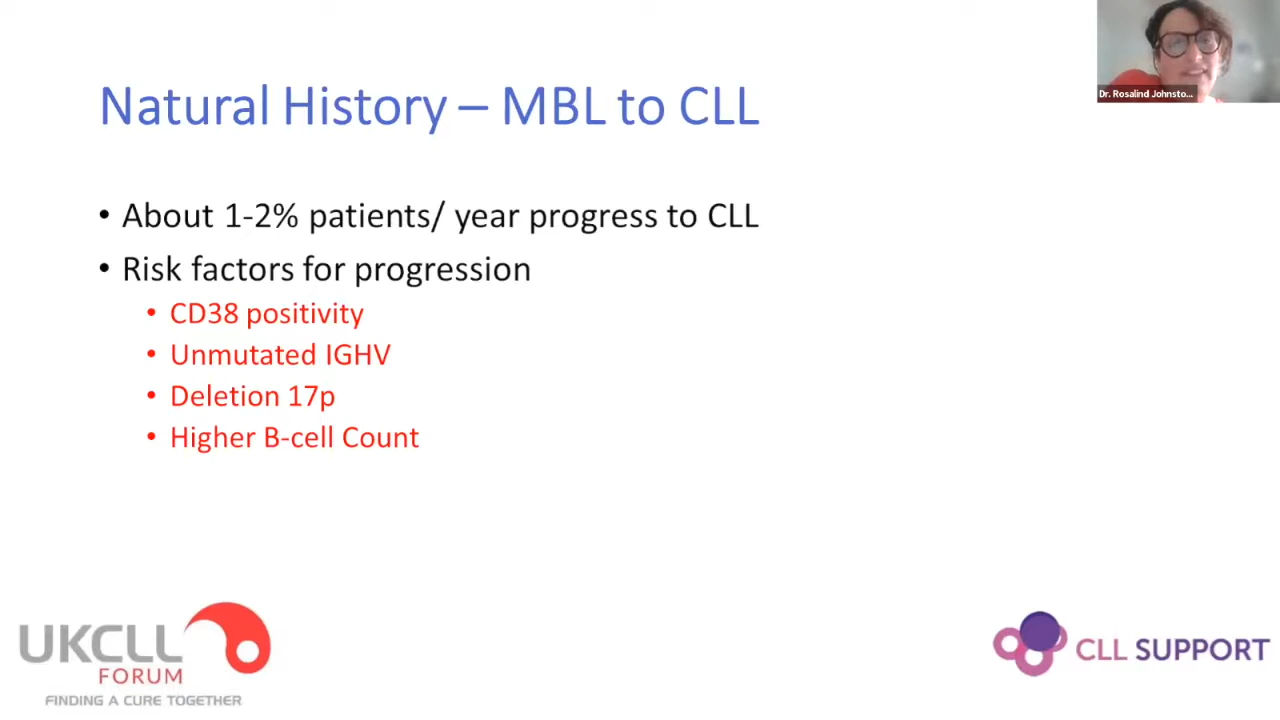 Dr. Rosalind Johnsto...
Natural History – MBL to CLL
• About 1-2% patients/ year progress to CLL
• Risk factors for progression
• CD38 positivity
• Unmutated IGHV
• Deletion 17p
• Higher B-cell Count
UKCLL
FORUM
FINDING A CURE TOGETHER
CLL SUPPORT